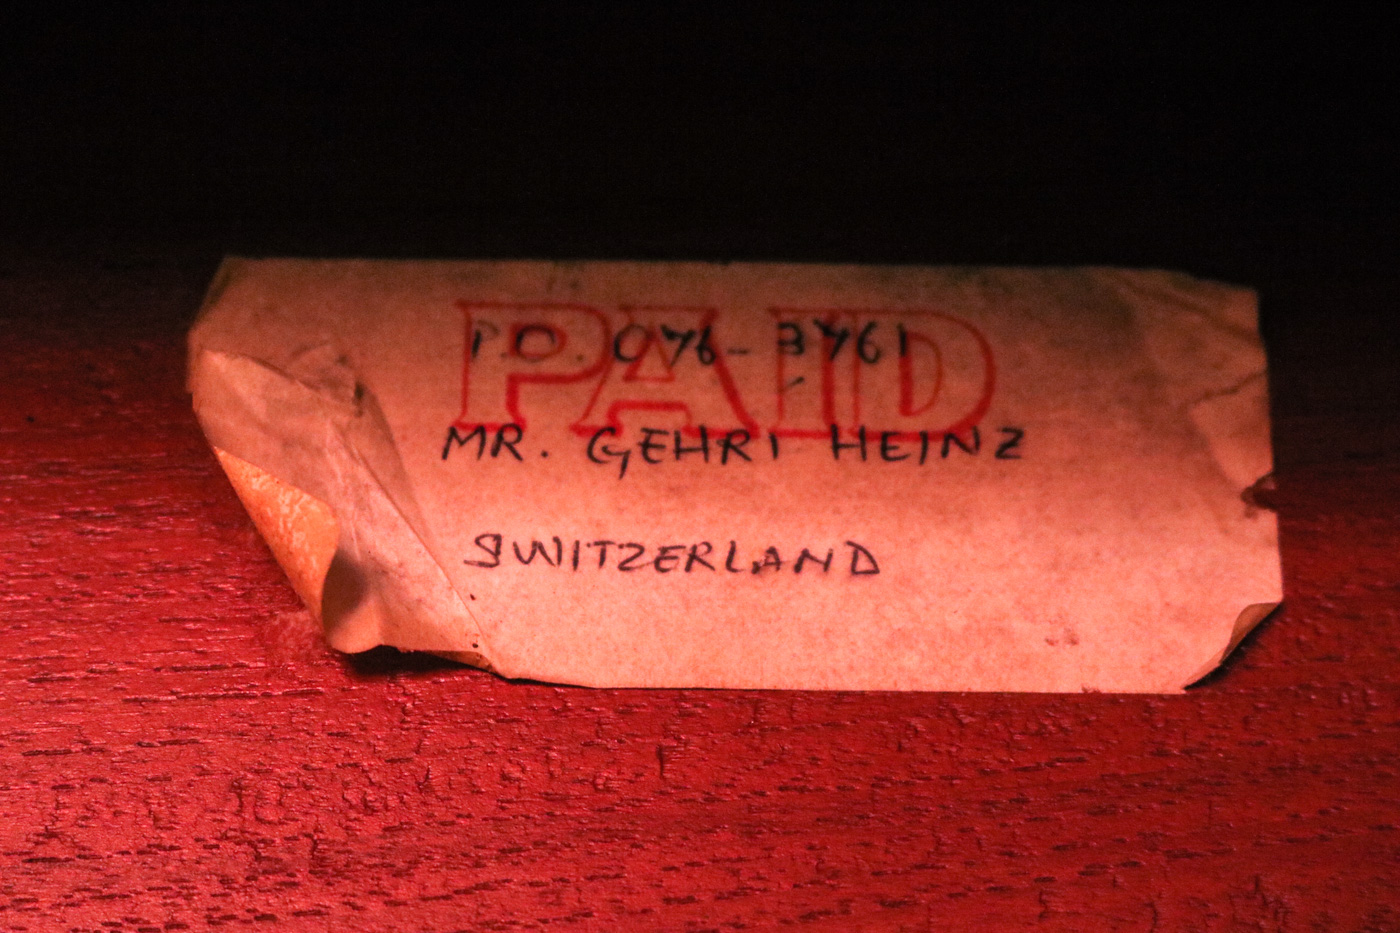 PAID
P.O. 076-3761
MR. GEHRI HEINZ
SWITZERLAND